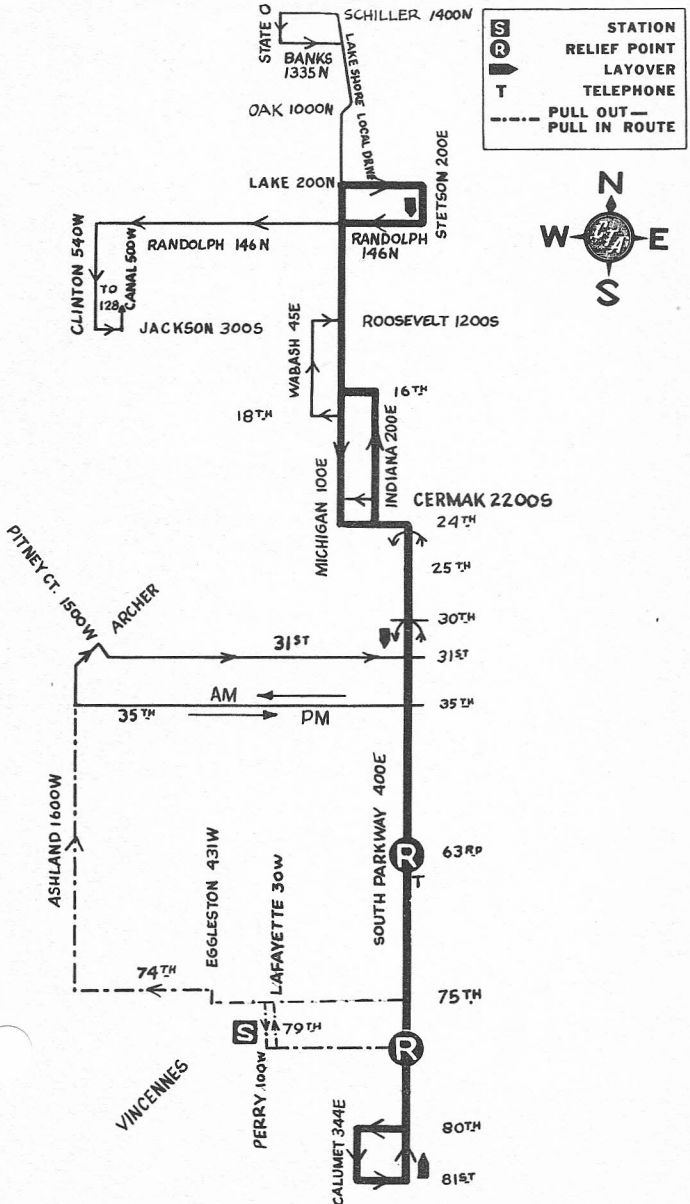 STATE 0
SCHILLER 1400N
BANKS
1335N
LAKE SHORE LOCAL DRIVE
OAK 1000N
S STATION
R RELIEF POINT
LAYOVER
T TELEPHONE
PULL OUT—
PULL IN ROUTE
N
W E
S
CTA
LAKE 200N
STETSON 200E
RANDOLPH 146N
RANDOLPH
146N
CLINTON 540W
CANAL 500W
TO
128
JACKSON 300S
WABASH 45E
ROOSEVELT 1200S
16TH
18TH
MICHIGAN 100E
INDIANA 200E
CERMAK 2200S
24TH
25TH
PITNEY CT. 1500W
ARCHER
30TH
31ST
31ST
AM
35TH
35TH
PM
ASHLAND 1600W
SOUTH PARKWAY 400E
EGGLESTON 431W
LAFAYETTE 30W
R
63RD
T
74TH
75TH
S
79TH
R
PERRY 100W
VINCENNES
CALUMET 344E
80TH
81ST